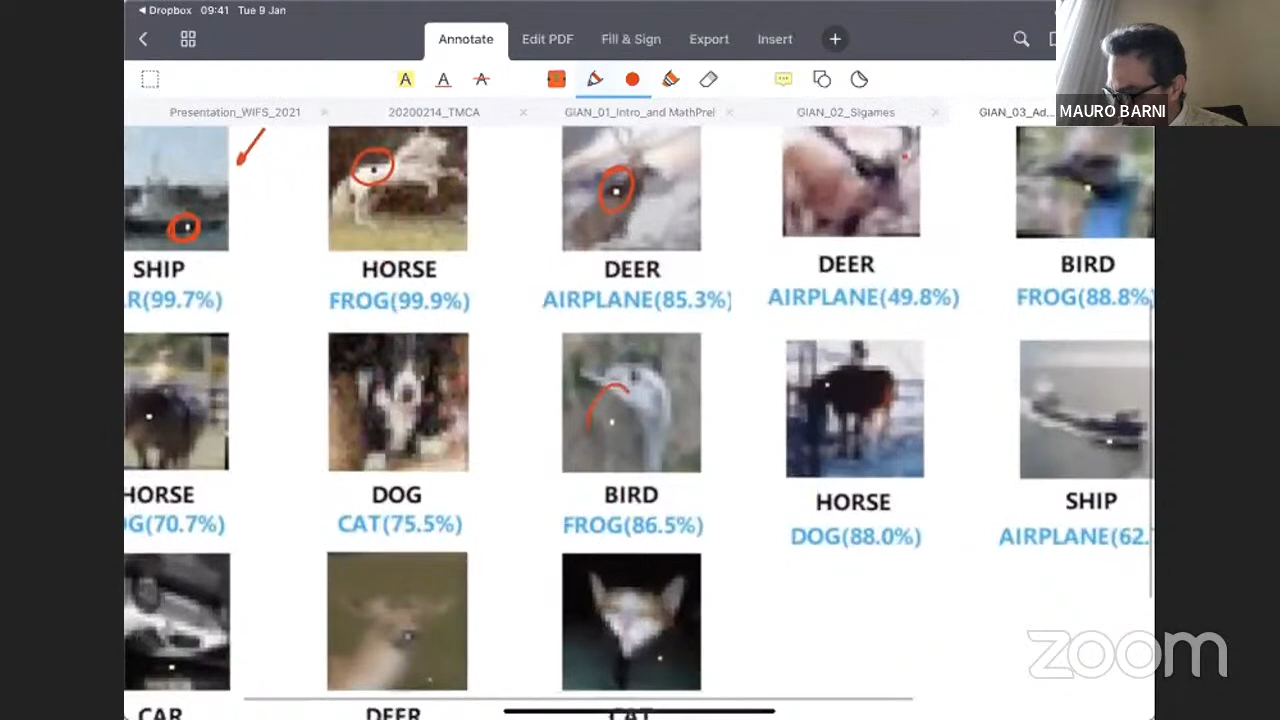 Dropbox 09:41 Tue 9 Jan
Annotate Edit PDF Fill & Sign Export Insert +
A A A
Presentation_WIFS_2021 × 20200214_TMCA × GIAN_01_Intro_and MathPrel × GIAN_02_SIgames × GIAN_03_Ad...
MAURO BARNI
SHIP HORSE DEER DEER BIRD
R(99.7%) FROG(99.9%) AIRPLANE(85.3%) AIRPLANE(49.8%) FROG(88.8%)
HORSE DOG BIRD HORSE SHIP
G(70.7%) CAT(75.5%) FROG(86.5%) DOG(88.0%) AIRPLANE(62.
CAR DEER CAT
zoom